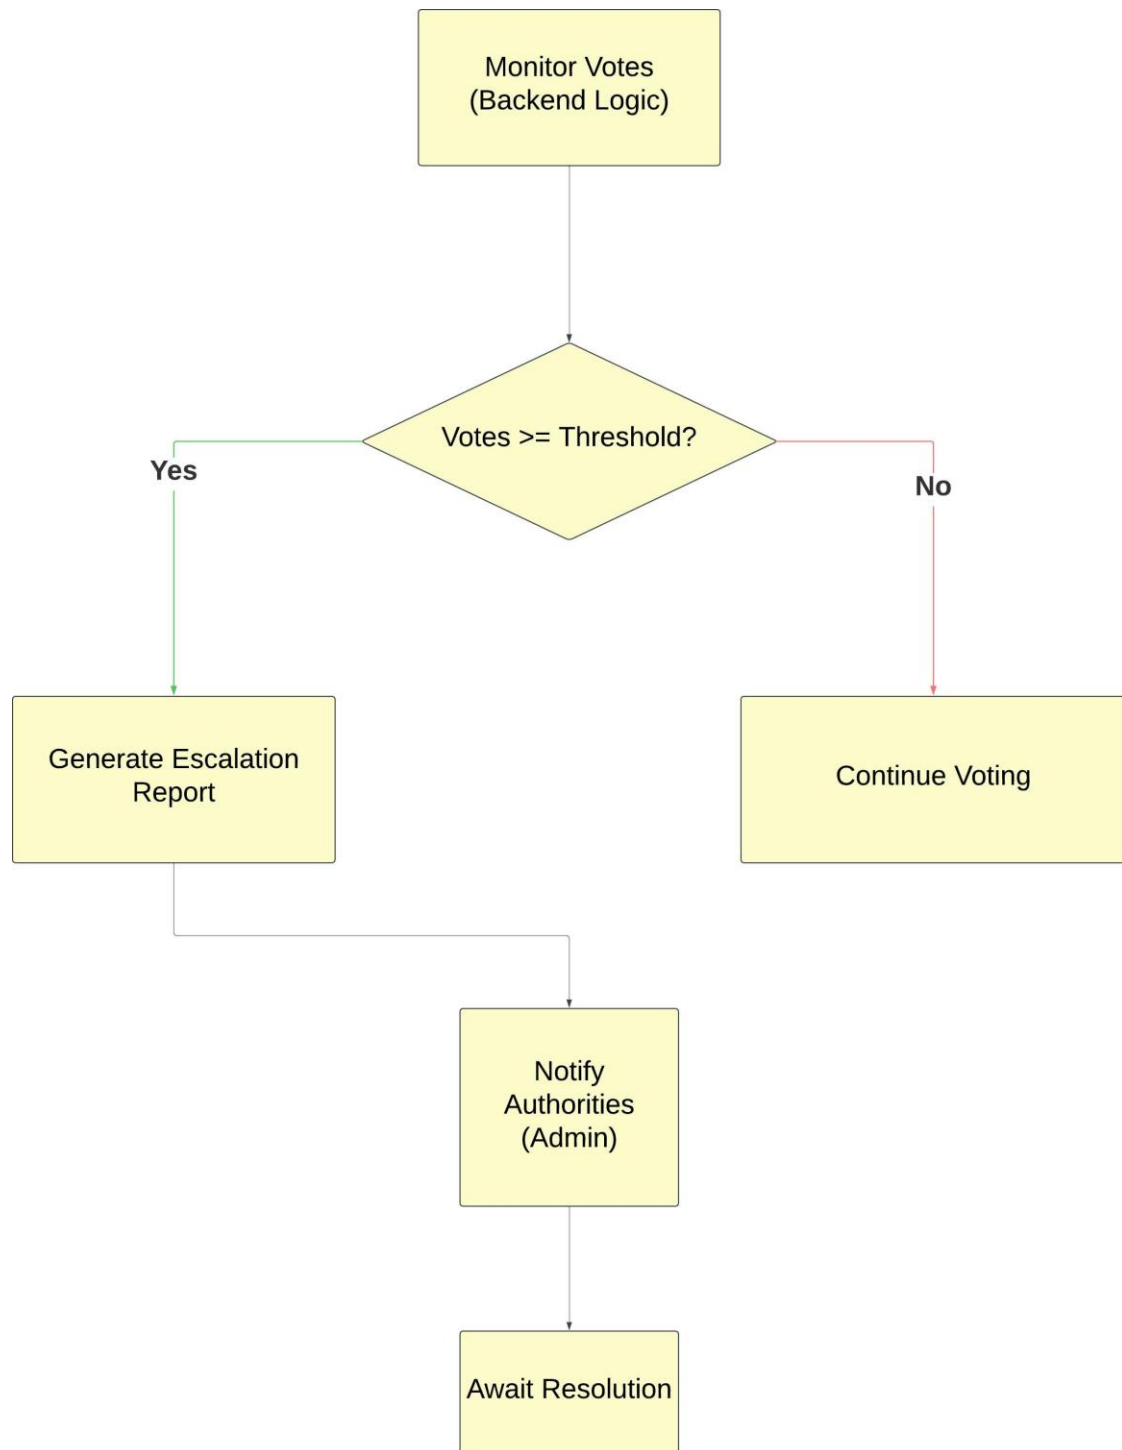 Monitor Votes
(Backend Logic)
Votes >= Threshold?
Yes
No
Generate Escalation
Report
Continue Voting
Notify
Authorities
(Admin)
Await Resolution